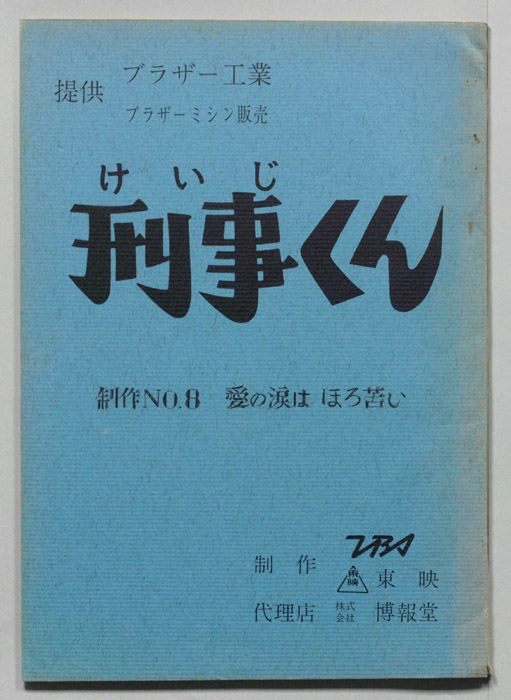 提供 ブラザー工業
ブラザーミシン販売
けいじ
刑事くん
制作NO.8 愛の涙は ほろ苦い
TBS
制作 東映 東映
代理店 株式会社 博報堂